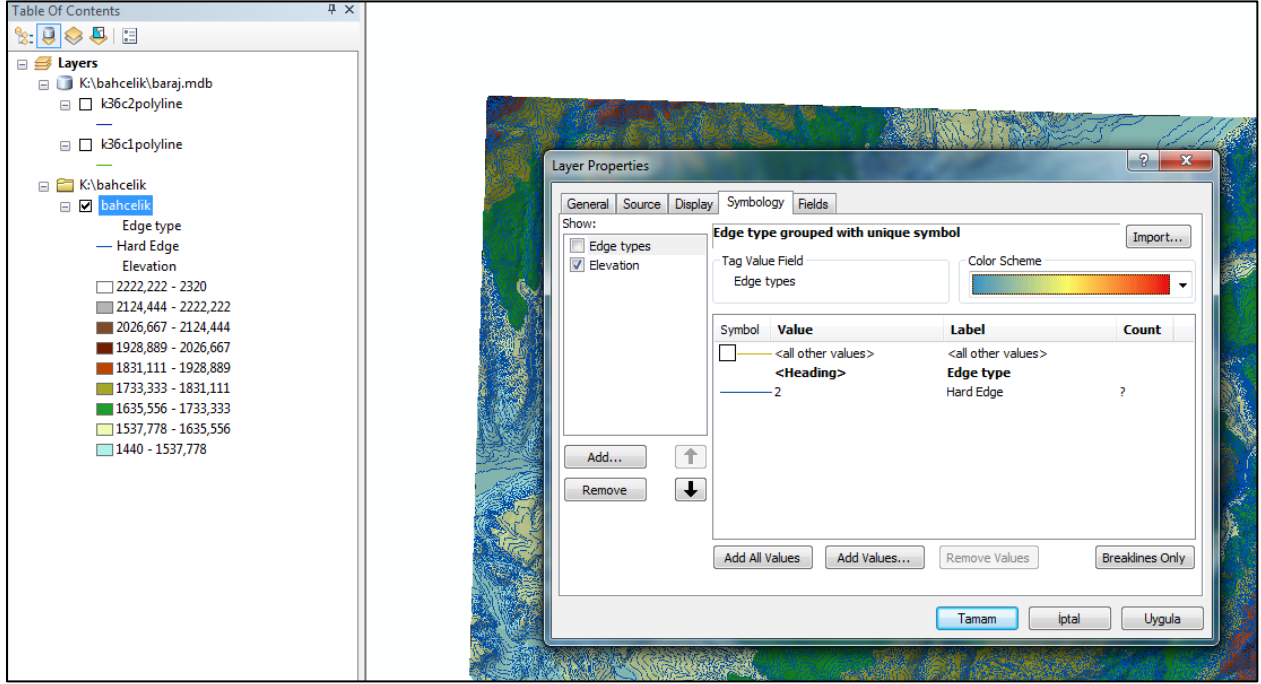 Table Of Contents
Layers
K:\bahcelik\baraj.mdb
k36c2polyline
k36c1polyline
K:\bahcelik
bahcelik
Edge type
Hard Edge
Elevation
2222,222 - 2320
2124,444 - 2222,222
2026,667 - 2124,444
1928,889 - 2026,667
1831,111 - 1928,889
1733,333 - 1831,111
1635,556 - 1733,333
1537,778 - 1635,556
1440 - 1537,778
Layer Properties
General Source Display Symbology Fields
Show:
Edge types
Elevation
Add...
Remove
Edge type grouped with unique symbol
Import...
Tag Value Field
Edge types
Color Scheme
Symbol Value Label Count
<all other values> <all other values>
<Heading> Edge type
2 Hard Edge ?
Add All Values Add Values... Remove Values Breaklines Only
Tamam İptal Uygula